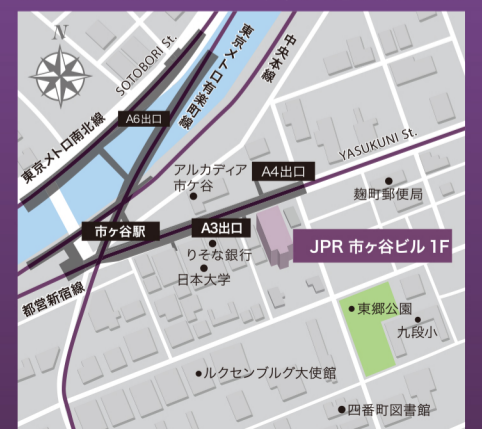 N
SOTOBORI St.
東京メトロ南北線
東京メトロ有楽町線
中央本線
A6出口
YASUKUNI St.
アルカディア
市ケ谷
A4出口
麹町郵便局
市ヶ谷駅
A3出口
りそな銀行
日本大学
JPR 市ヶ谷ビル 1F
都営新宿線
東郷公園
九段小
ルクセンブルグ大使館
四番町図書館